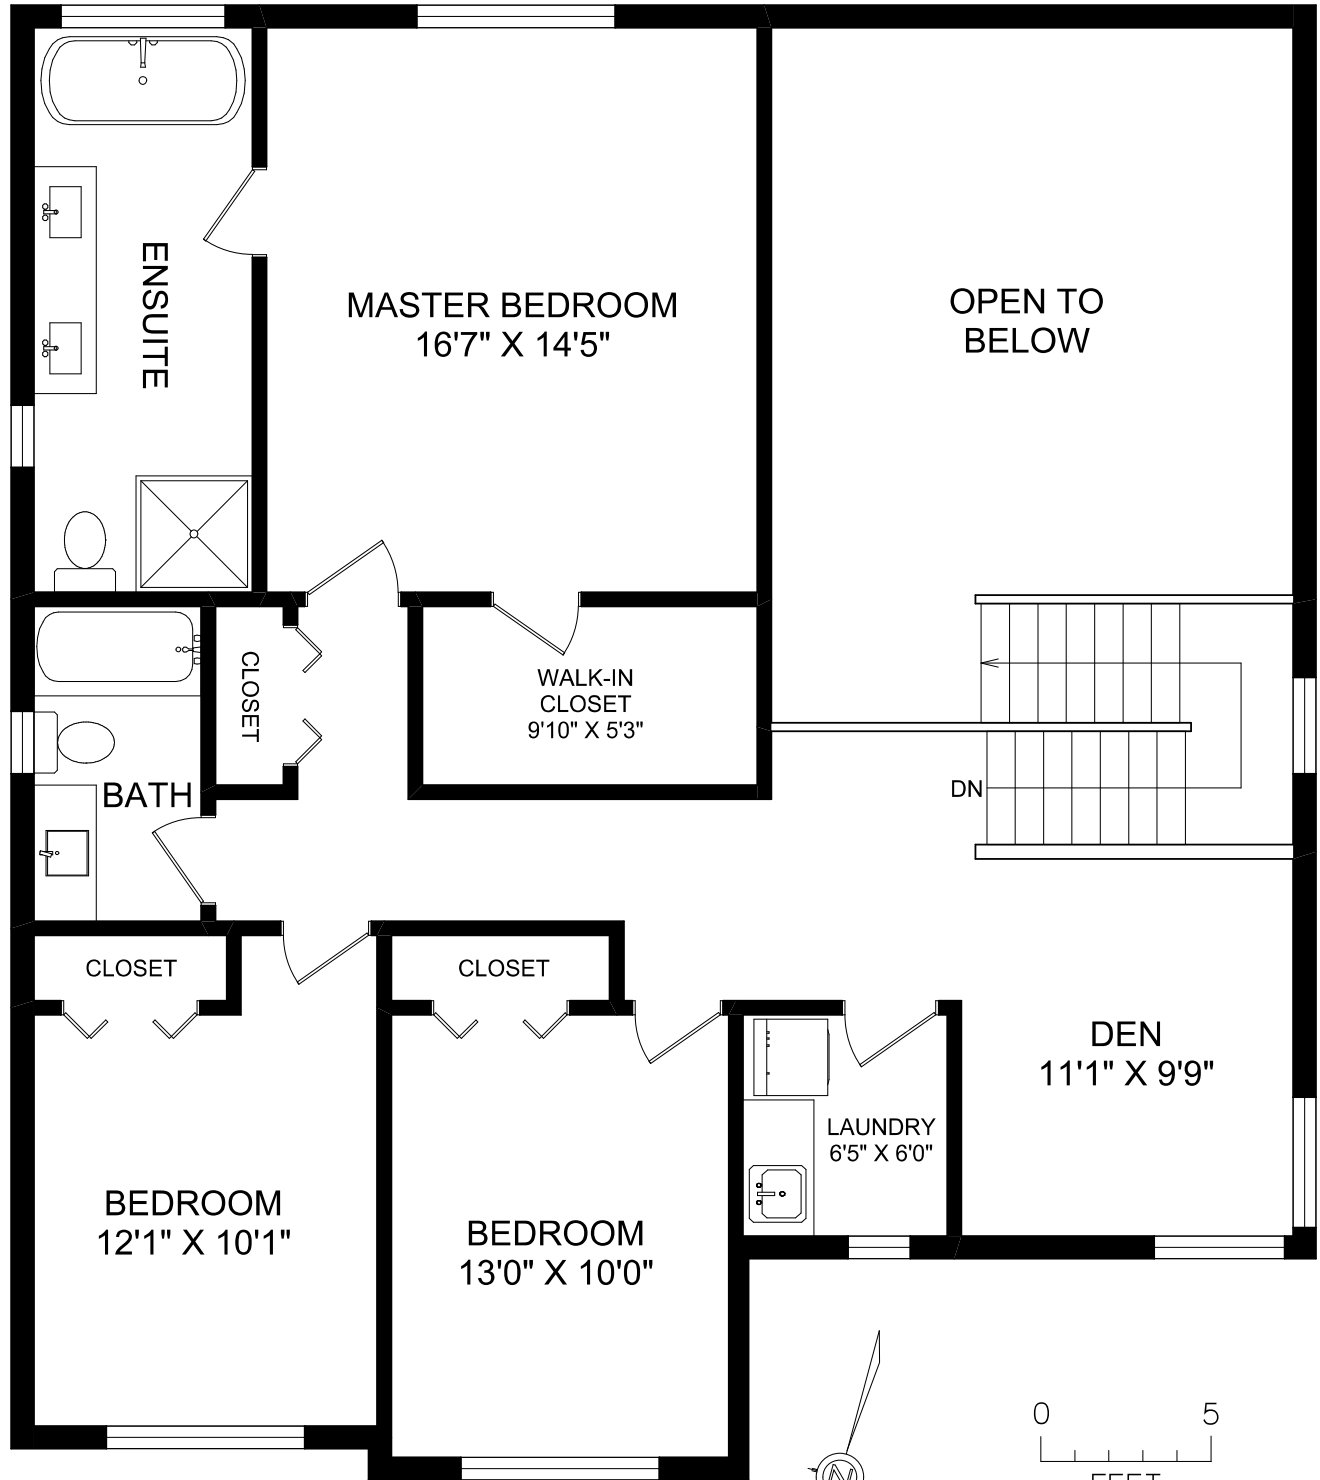 ENSUITE
MASTER BEDROOM
16'7" X 14'5"
OPEN TO
BELOW
CLOSET
WALK-IN
CLOSET
9'10" X 5'3"
BATH
DN
CLOSET
CLOSET
DEN
11'1" X 9'9"
LAUNDRY
6'5" X 6'0"
BEDROOM
12'1" X 10'1"
BEDROOM
13'0" X 10'0"
0 5
FEET
N